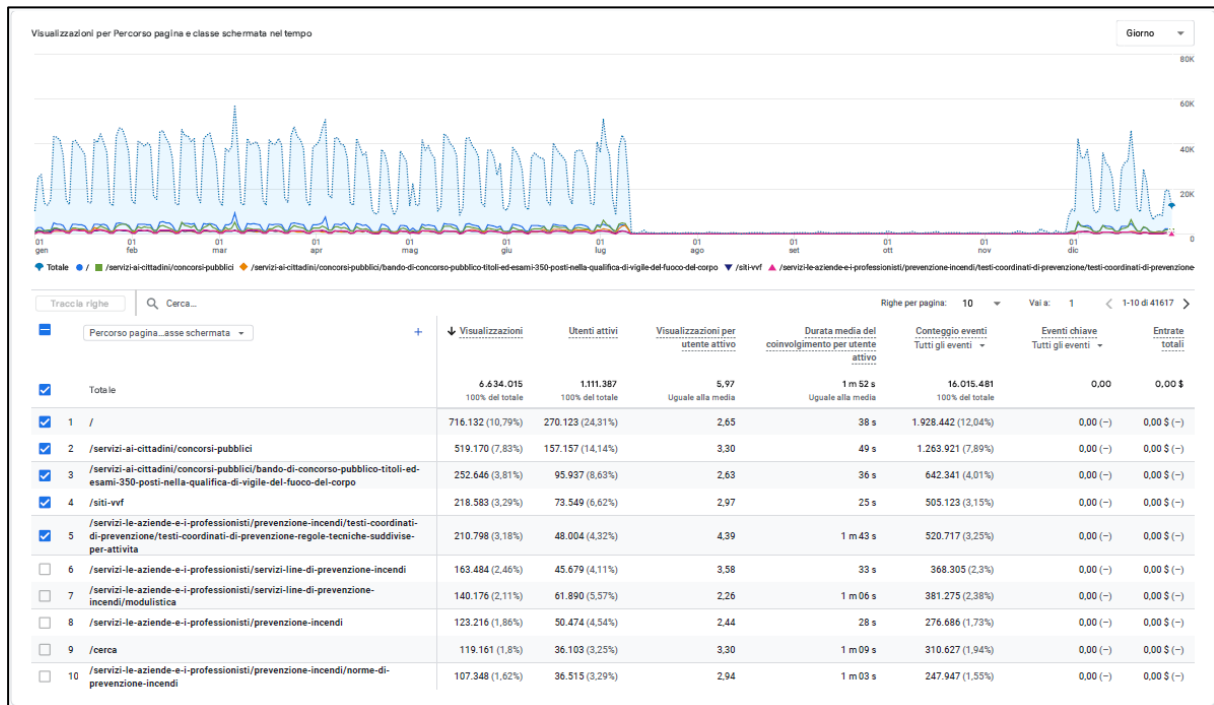 Visualizzazioni per Percorso pagina e classe schermata nel tempo
Giorno
80K
60K
40K
20K
0
01 gen
01 feb
01 mar
01 apr
01 mag
01 giu
01 lug
01 ago
01 set
01 ott
01 nov
01 dic
Totale / /servizi-ai-cittadini/concorsi-pubblici /servizi-ai-cittadini/concorsi-pubblici/bando-di-concorso-pubblico-titoli-ed-esami-350-posti-nella-qualifica-di-vigile-del-fuoco-del-corpo /siti-vvf /servizi-le-aziende-e-i-professionisti/prevenzione-incendi/testi-coordinati-di-prevenzione/testi-coordinati-di-prevenzione-
Traccia righe Cerca... Righe per pagina: 10 Vai a: 1 1-10 di 41617
Percorso pagina...asse schermata + Visualizzazioni Utenti attivi Visualizzazioni per Durata media del Conteggio eventi Eventi chiave Entrate
utente attivo coinvolgimento per utente Tutti gli eventi Tutti gli eventi totali
attivo
Totale 6.634.015 1.111.387 5,97 1 m 52 s 16.015.481 0,00 0,00 $
100% del totale 100% del totale Uguale alla media Uguale alla media 100% del totale
1 / 716.132 (10,79%) 270.123 (24,31%) 2,65 38 s 1.928.442 (12,04%) 0,00 (–) 0,00 $ (–)
2 /servizi-ai-cittadini/concorsi-pubblici 519.170 (7,83%) 157.157 (14,14%) 3,30 49 s 1.263.921 (7,89%) 0,00 (–) 0,00 $ (–)
3 /servizi-ai-cittadini/concorsi-pubblici/bando-di-concorso-pubblico-titoli-ed-
esami-350-posti-nella-qualifica-di-vigile-del-fuoco-del-corpo 252.646 (3,81%) 95.937 (8,63%) 2,63 36 s 642.341 (4,01%) 0,00 (–) 0,00 $ (–)
4 /siti-vvf 218.583 (3,29%) 73.549 (6,62%) 2,97 25 s 505.123 (3,15%) 0,00 (–) 0,00 $ (–)
/servizi-le-aziende-e-i-professionisti/prevenzione-incendi/testi-coordinati-
5 di-prevenzione/testi-coordinati-di-prevenzione-regole-tecniche-suddivise- 210.798 (3,18%) 48.004 (4,32%) 4,39 1 m 43 s 520.717 (3,25%) 0,00 (–) 0,00 $ (–)
per-attivita
6 /servizi-le-aziende-e-i-professionisti/servizi-line-di-prevenzione-incendi 163.484 (2,46%) 45.679 (4,11%) 3,58 33 s 368.305 (2,3%) 0,00 (–) 0,00 $ (–)
7 /servizi-le-aziende-e-i-professionisti/servizi-line-di-prevenzione-
incendi/modulistica 140.176 (2,11%) 61.890 (5,57%) 2,26 1 m 06 s 381.275 (2,38%) 0,00 (–) 0,00 $ (–)
8 /servizi-le-aziende-e-i-professionisti/prevenzione-incendi 123.216 (1,86%) 50.474 (4,54%) 2,44 28 s 276.686 (1,73%) 0,00 (–) 0,00 $ (–)
9 /cerca 119.161 (1,8%) 36.103 (3,25%) 3,30 1 m 09 s 310.627 (1,94%) 0,00 (–) 0,00 $ (–)
10 /servizi-le-aziende-e-i-professionisti/prevenzione-incendi/norme-di-
prevenzione-incendi 107.348 (1,62%) 36.515 (3,29%) 2,94 1 m 03 s 247.947 (1,55%) 0,00 (–) 0,00 $ (–)